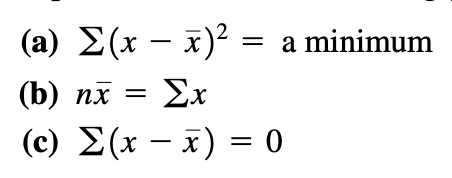 (a) Σ(x − x̄)² = a minimum
(b) nx̄ = Σx
(c) Σ(x − x̄) = 0